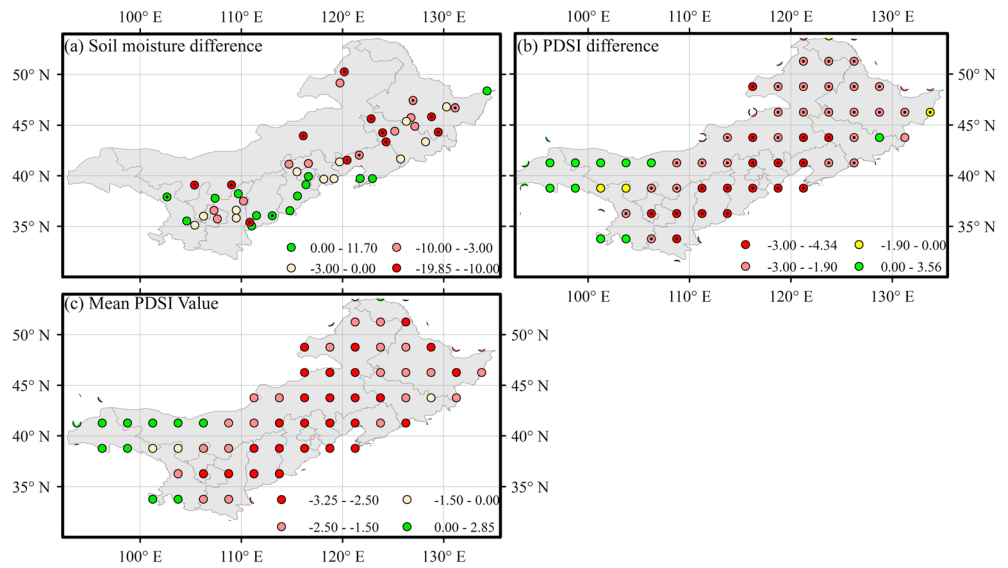 100° E 110° E 120° E 130° E
100° E 110° E 120° E 130° E
(a) Soil moisture difference
(b) PDSI difference
50° N
45° N
40° N
35° N
50° N
45° N
40° N
35° N
0.00 - 11.70
-10.00 - -3.00
-3.00 - 0.00
-19.85 - -10.00
-3.00 - -4.34
-1.90 - 0.00
-3.00 - -1.90
0.00 - 3.56
100° E 110° E 120° E 130° E
(c) Mean PDSI Value
50° N
45° N
40° N
35° N
50° N
45° N
40° N
35° N
-3.25 - -2.50
-1.50 - 0.00
-2.50 - -1.50
0.00 - 2.85
100° E 110° E 120° E 130° E